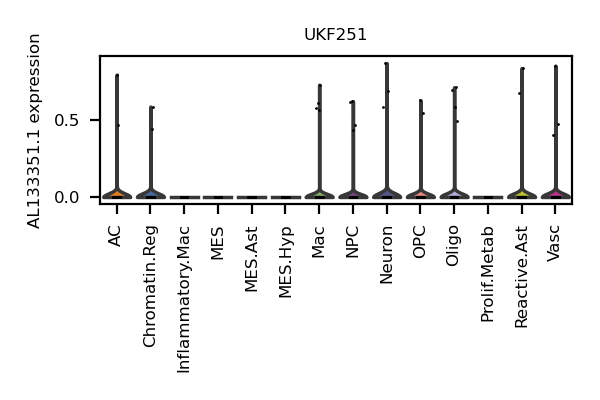 UKF251
AL133351.1 expression
0.5
0.0
AC
Chromatin.Reg
Inflammatory.Mac
MES
MES.Ast
MES.Hyp
Mac
NPC
Neuron
OPC
Oligo
Prolif.Metab
Reactive.Ast
Vasc